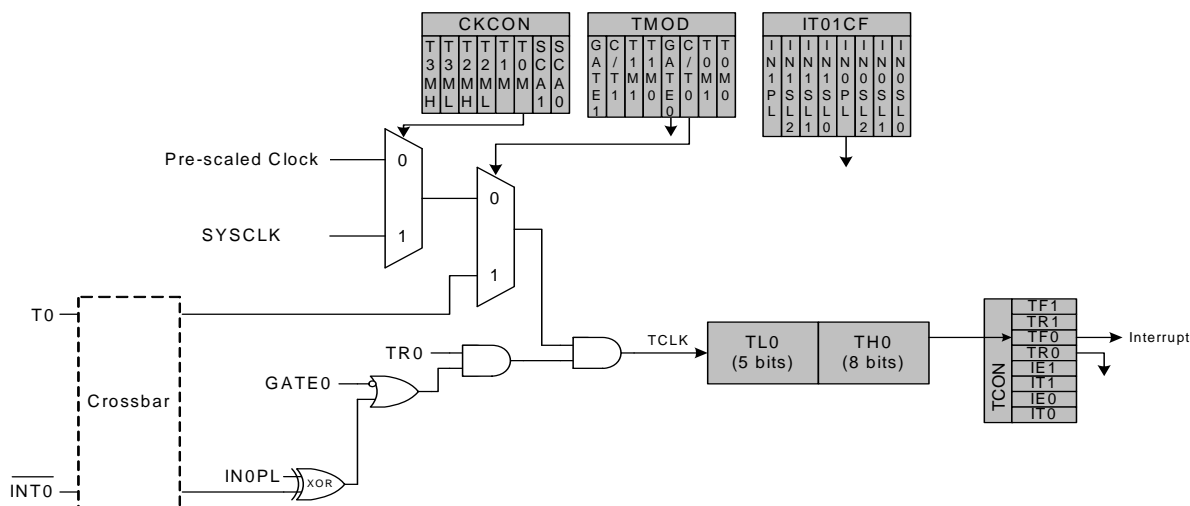 CKCON
T3MH T3ML T2MH T2ML T1M T0M SCA1 SCA0
TMOD
GATE1 C/T1 T1M1 T1M0 GATE0 C/T0 T0M1 T0M0
IT01CF
IN1PL IN1SL2 IN1SL1 IN1SL0 IN0PL IN0SL2 IN0SL1 IN0SL0
Pre-scaled Clock
0
SYSCLK
1
0
1
T0
Crossbar
INT0
TR0
GATE0
IN0PL
XOR
TCLK
TL0
(5 bits)
TH0
(8 bits)
TCON
TF1
TR1
TF0
TR0
IE1
IT1
IE0
IT0
Interrupt